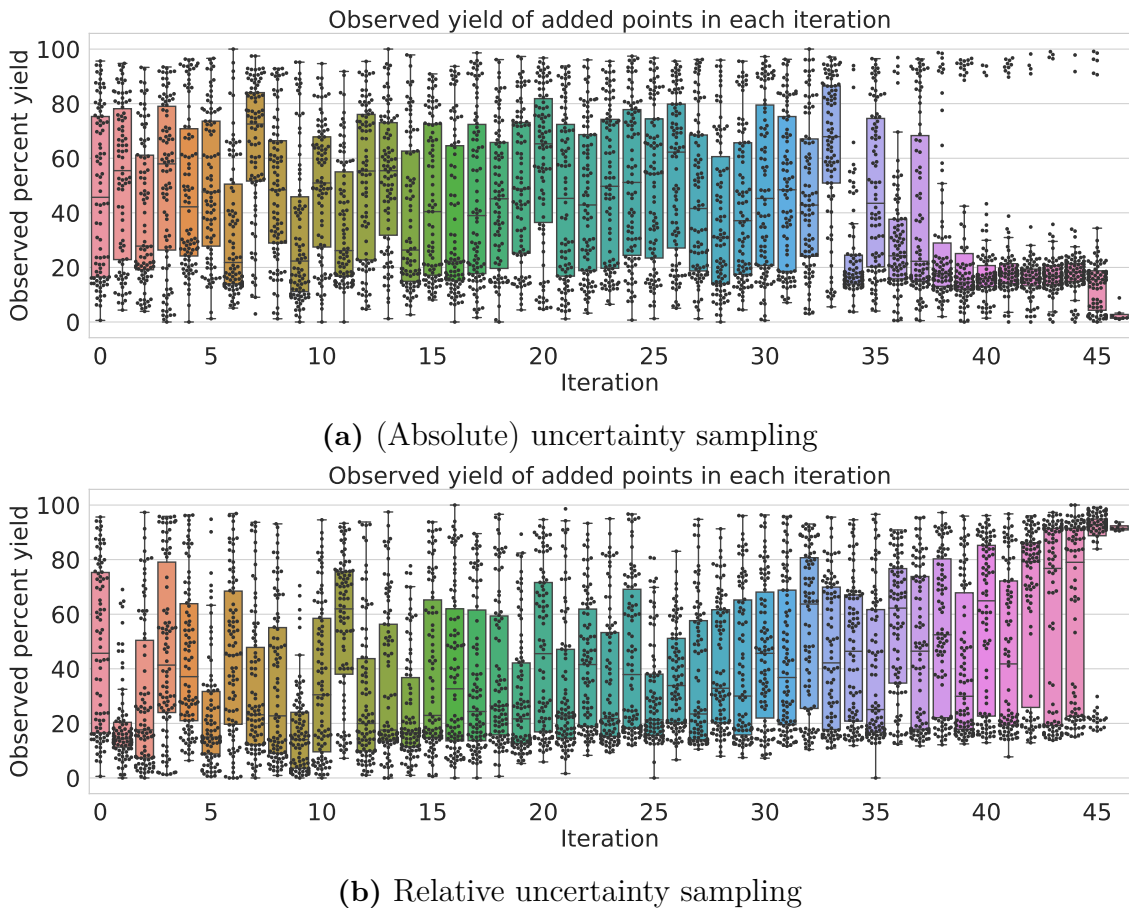 Observed yield of added points in each iteration
Observed percent yield
100
80
60
40
20
0
0 5 10 15 20 25 30 35 40 45
Iteration
(a) (Absolute) uncertainty sampling
Observed yield of added points in each iteration
Observed percent yield
100
80
60
40
20
0
0 5 10 15 20 25 30 35 40 45
Iteration
(b) Relative uncertainty sampling